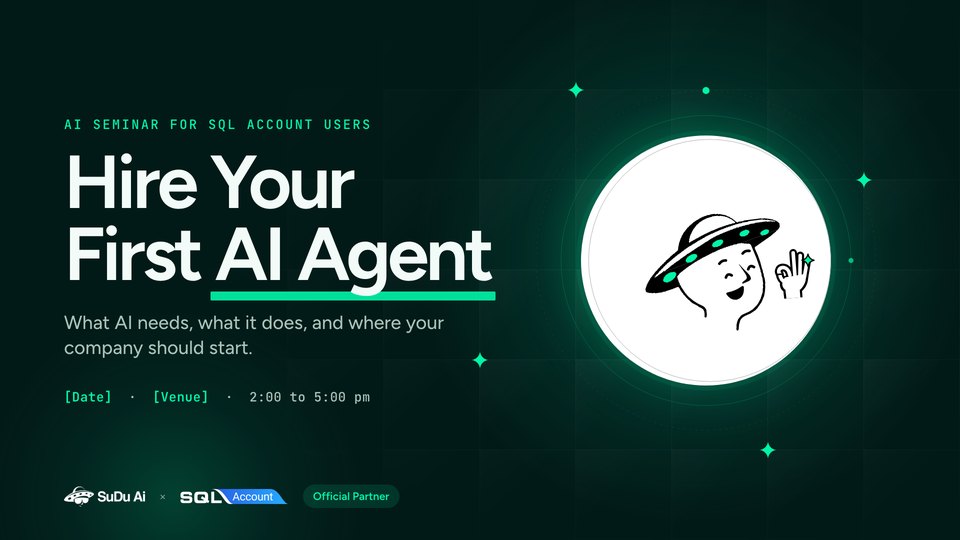 AI SEMINAR FOR SQL ACCOUNT USERS
Hire Your
First AI Agent
What AI needs, what it does, and where your
company should start.
[Date] · [Venue] · 2:00 to 5:00 pm
SuDu Ai × SQL Account Official Partner